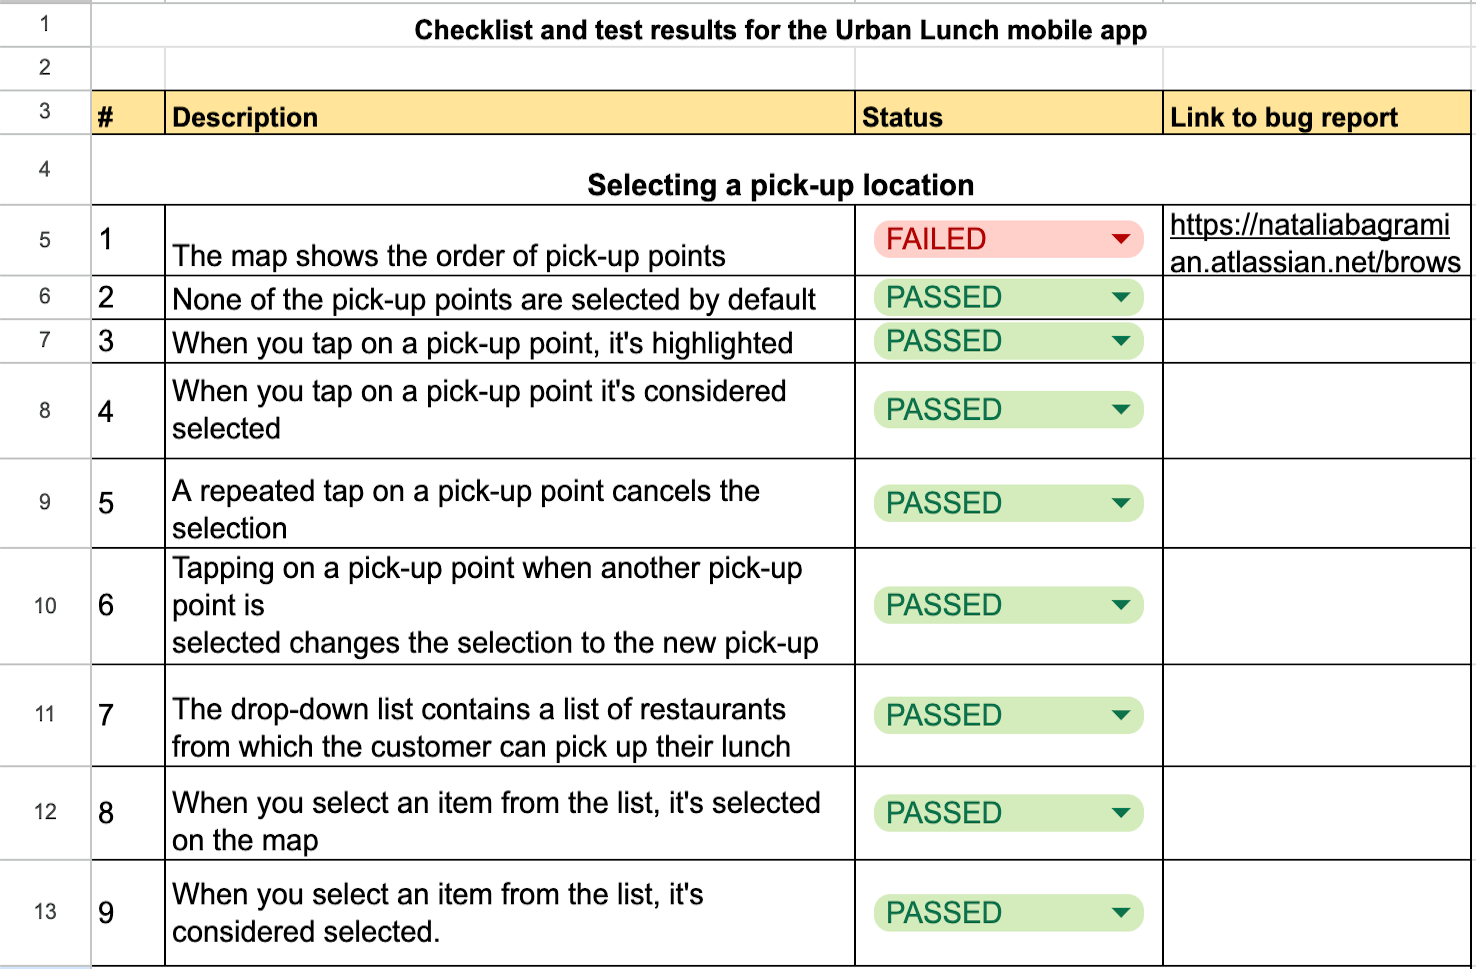 1
Checklist and test results for the Urban Lunch mobile app
2
3
# Description Status Link to bug report
4
Selecting a pick-up location
5
1
The map shows the order of pick-up points
FAILED
https://nataliabagrami
an.atlassian.net/brows
6
2
None of the pick-up points are selected by default
PASSED
7
3
When you tap on a pick-up point, it's highlighted
PASSED
8
4
When you tap on a pick-up point it's considered
selected
PASSED
9
5
A repeated tap on a pick-up point cancels the
selection
PASSED
10
6
Tapping on a pick-up point when another pick-up
point is
selected changes the selection to the new pick-up
PASSED
11
7
The drop-down list contains a list of restaurants
from which the customer can pick up their lunch
PASSED
12
8
When you select an item from the list, it's selected
on the map
PASSED
13
9
When you select an item from the list, it's
considered selected.
PASSED